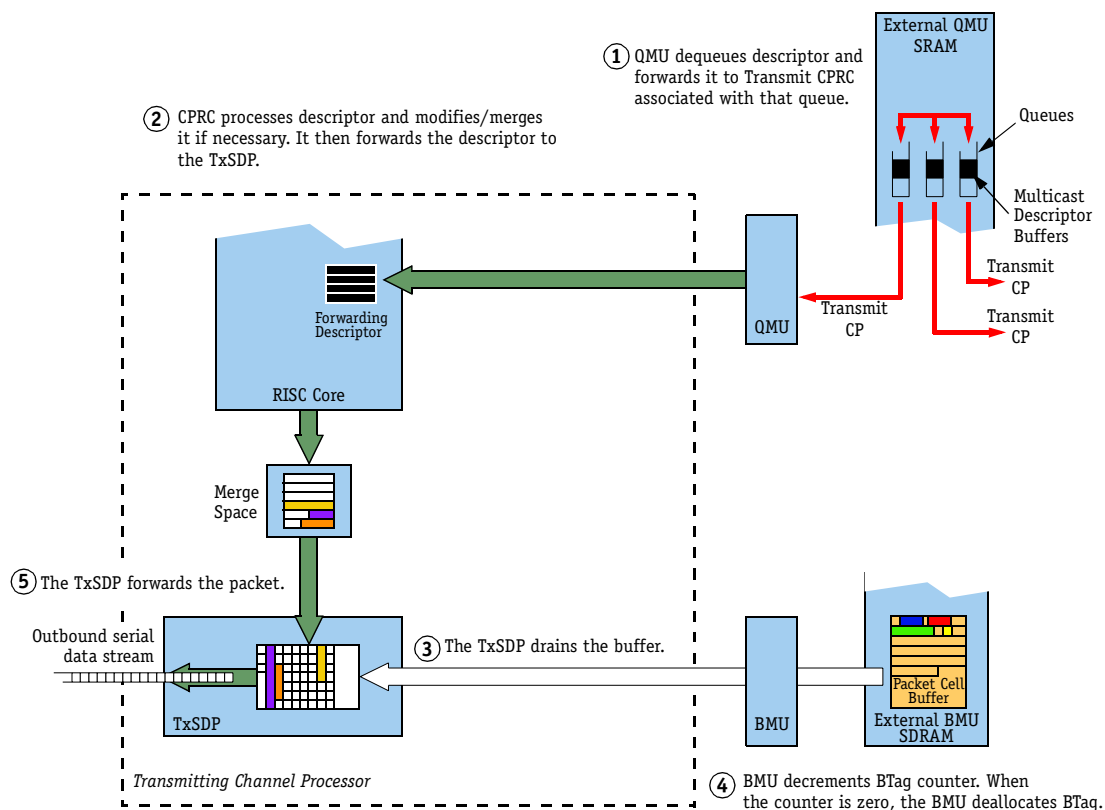 External QMU
SRAM
1 QMU dequeues descriptor and
forwards it to Transmit CPRC
associated with that queue.
2 CPRC processes descriptor and modifies/merges
it if necessary. It then forwards the descriptor to
the TxSDP.
Queues
Multicast
Descriptor
Buffers
Transmit
CP
Transmit
CP
Transmit
CP
QMU
Forwarding
Descriptor
RISC Core
Merge
Space
5 The TxSDP forwards the packet.
Outbound serial
data stream
3 The TxSDP drains the buffer.
TxSDP
BMU
Packet Cell
Buffer
External BMU
SDRAM
Transmitting Channel Processor
4 BMU decrements BTag counter. When
the counter is zero, the BMU deallocates BTag.